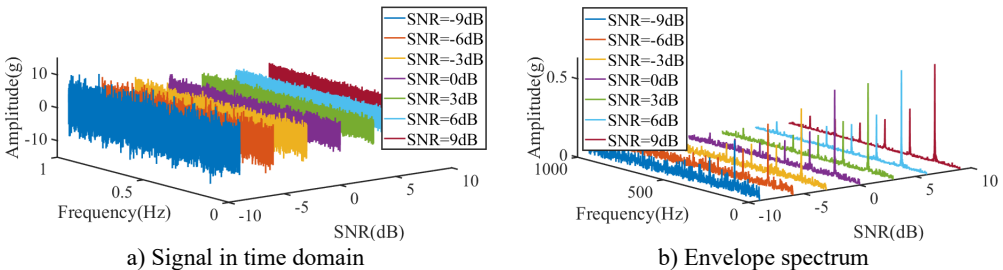 SNR=-9dB
SNR=-6dB
SNR=-3dB
SNR=0dB
SNR=3dB
SNR=6dB
SNR=9dB
Amplitude(g)
10
0
-10
1
0.5
0
Frequency(Hz)
-10
-5
0
5
10
SNR(dB)
a) Signal in time domain
SNR=-9dB
SNR=-6dB
SNR=-3dB
SNR=0dB
SNR=3dB
SNR=6dB
SNR=9dB
Amplitude(g)
0.5
0
1000
500
0
Frequency(Hz)
-10
-5
0
5
10
SNR(dB)
b) Envelope spectrum